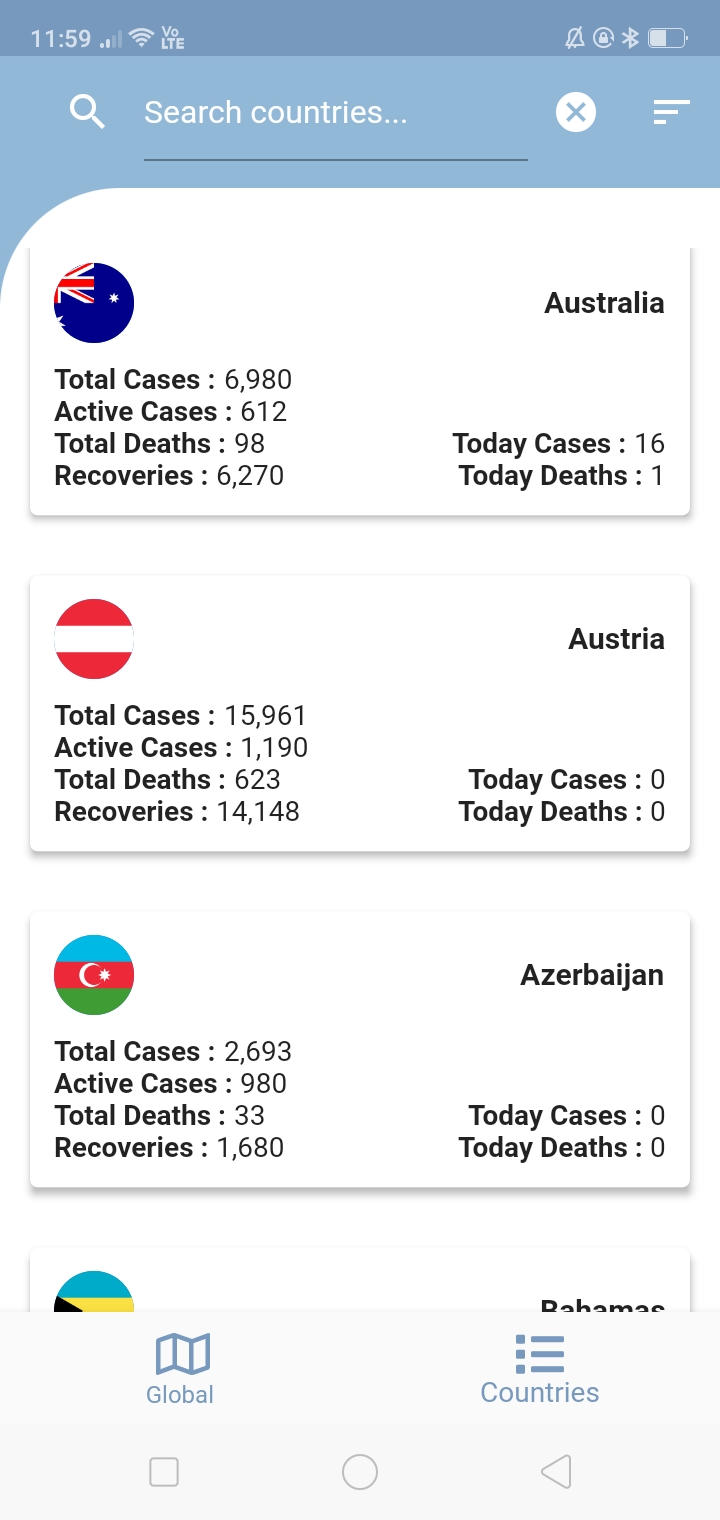 11:59 Vo LTE
Search countries...
Australia
Total Cases : 6,980
Active Cases : 612
Total Deaths : 98 Today Cases : 16
Recoveries : 6,270 Today Deaths : 1
Austria
Total Cases : 15,961
Active Cases : 1,190
Total Deaths : 623 Today Cases : 0
Recoveries : 14,148 Today Deaths : 0
Azerbaijan
Total Cases : 2,693
Active Cases : 980
Total Deaths : 33 Today Cases : 0
Recoveries : 1,680 Today Deaths : 0
Bahamas
Global Countries